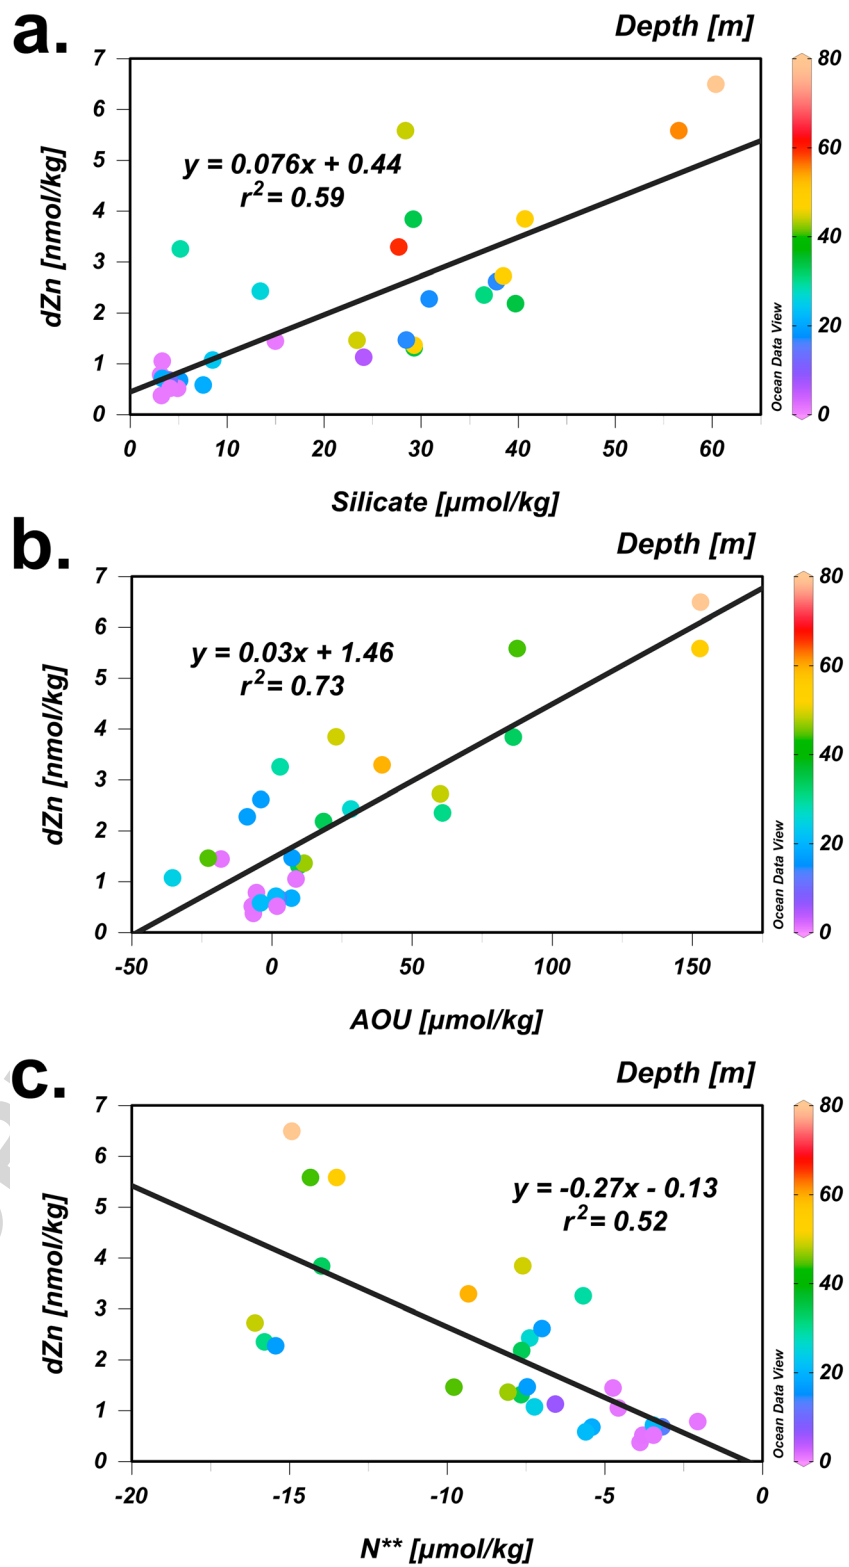 a.
Depth [m]
y = 0.076x + 0.44
r2= 0.59
dZn [nmol/kg]
7
6
5
4
3
2
1
0
0 10 20 30 40 50 60
Silicate [µmol/kg]
Ocean Data View
80
60
40
20
0
b.
Depth [m]
y = 0.03x + 1.46
r2= 0.73
dZn [nmol/kg]
7
6
5
4
3
2
1
0
-50 0 50 100 150
AOU [µmol/kg]
Ocean Data View
80
60
40
20
0
c.
Depth [m]
y = -0.27x - 0.13
r2= 0.52
dZn [nmol/kg]
7
6
5
4
3
2
1
0
-20 -15 -10 -5 0
N** [µmol/kg]
Ocean Data View
80
60
40
20
0